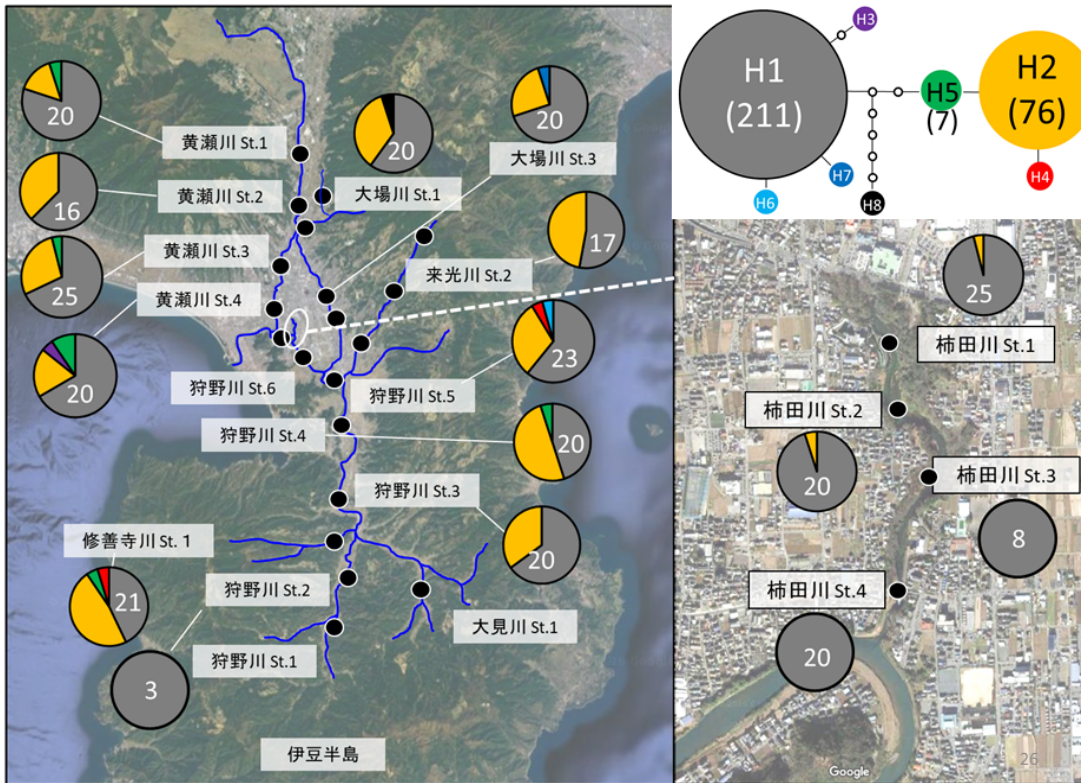 20
黄瀬川 St.1
16
黄瀬川 St.2
25
黄瀬川 St.3
20
黄瀬川 St.4
20
大場川 St.1
20
大場川 St.3
17
来光川 St.2
23
狩野川 St.6
狩野川 St.5
20
狩野川 St.4
20
狩野川 St.3
21
修善寺川 St. 1
3
狩野川 St.2
狩野川 St.1
大見川 St.1
伊豆半島
H1
(211)
H3
H5
(7)
H2
(76)
H7
H6
H8
H4
25
柿田川 St.1
柿田川 St.2
20
柿田川 St.3
8
柿田川 St.4
20
Google
26